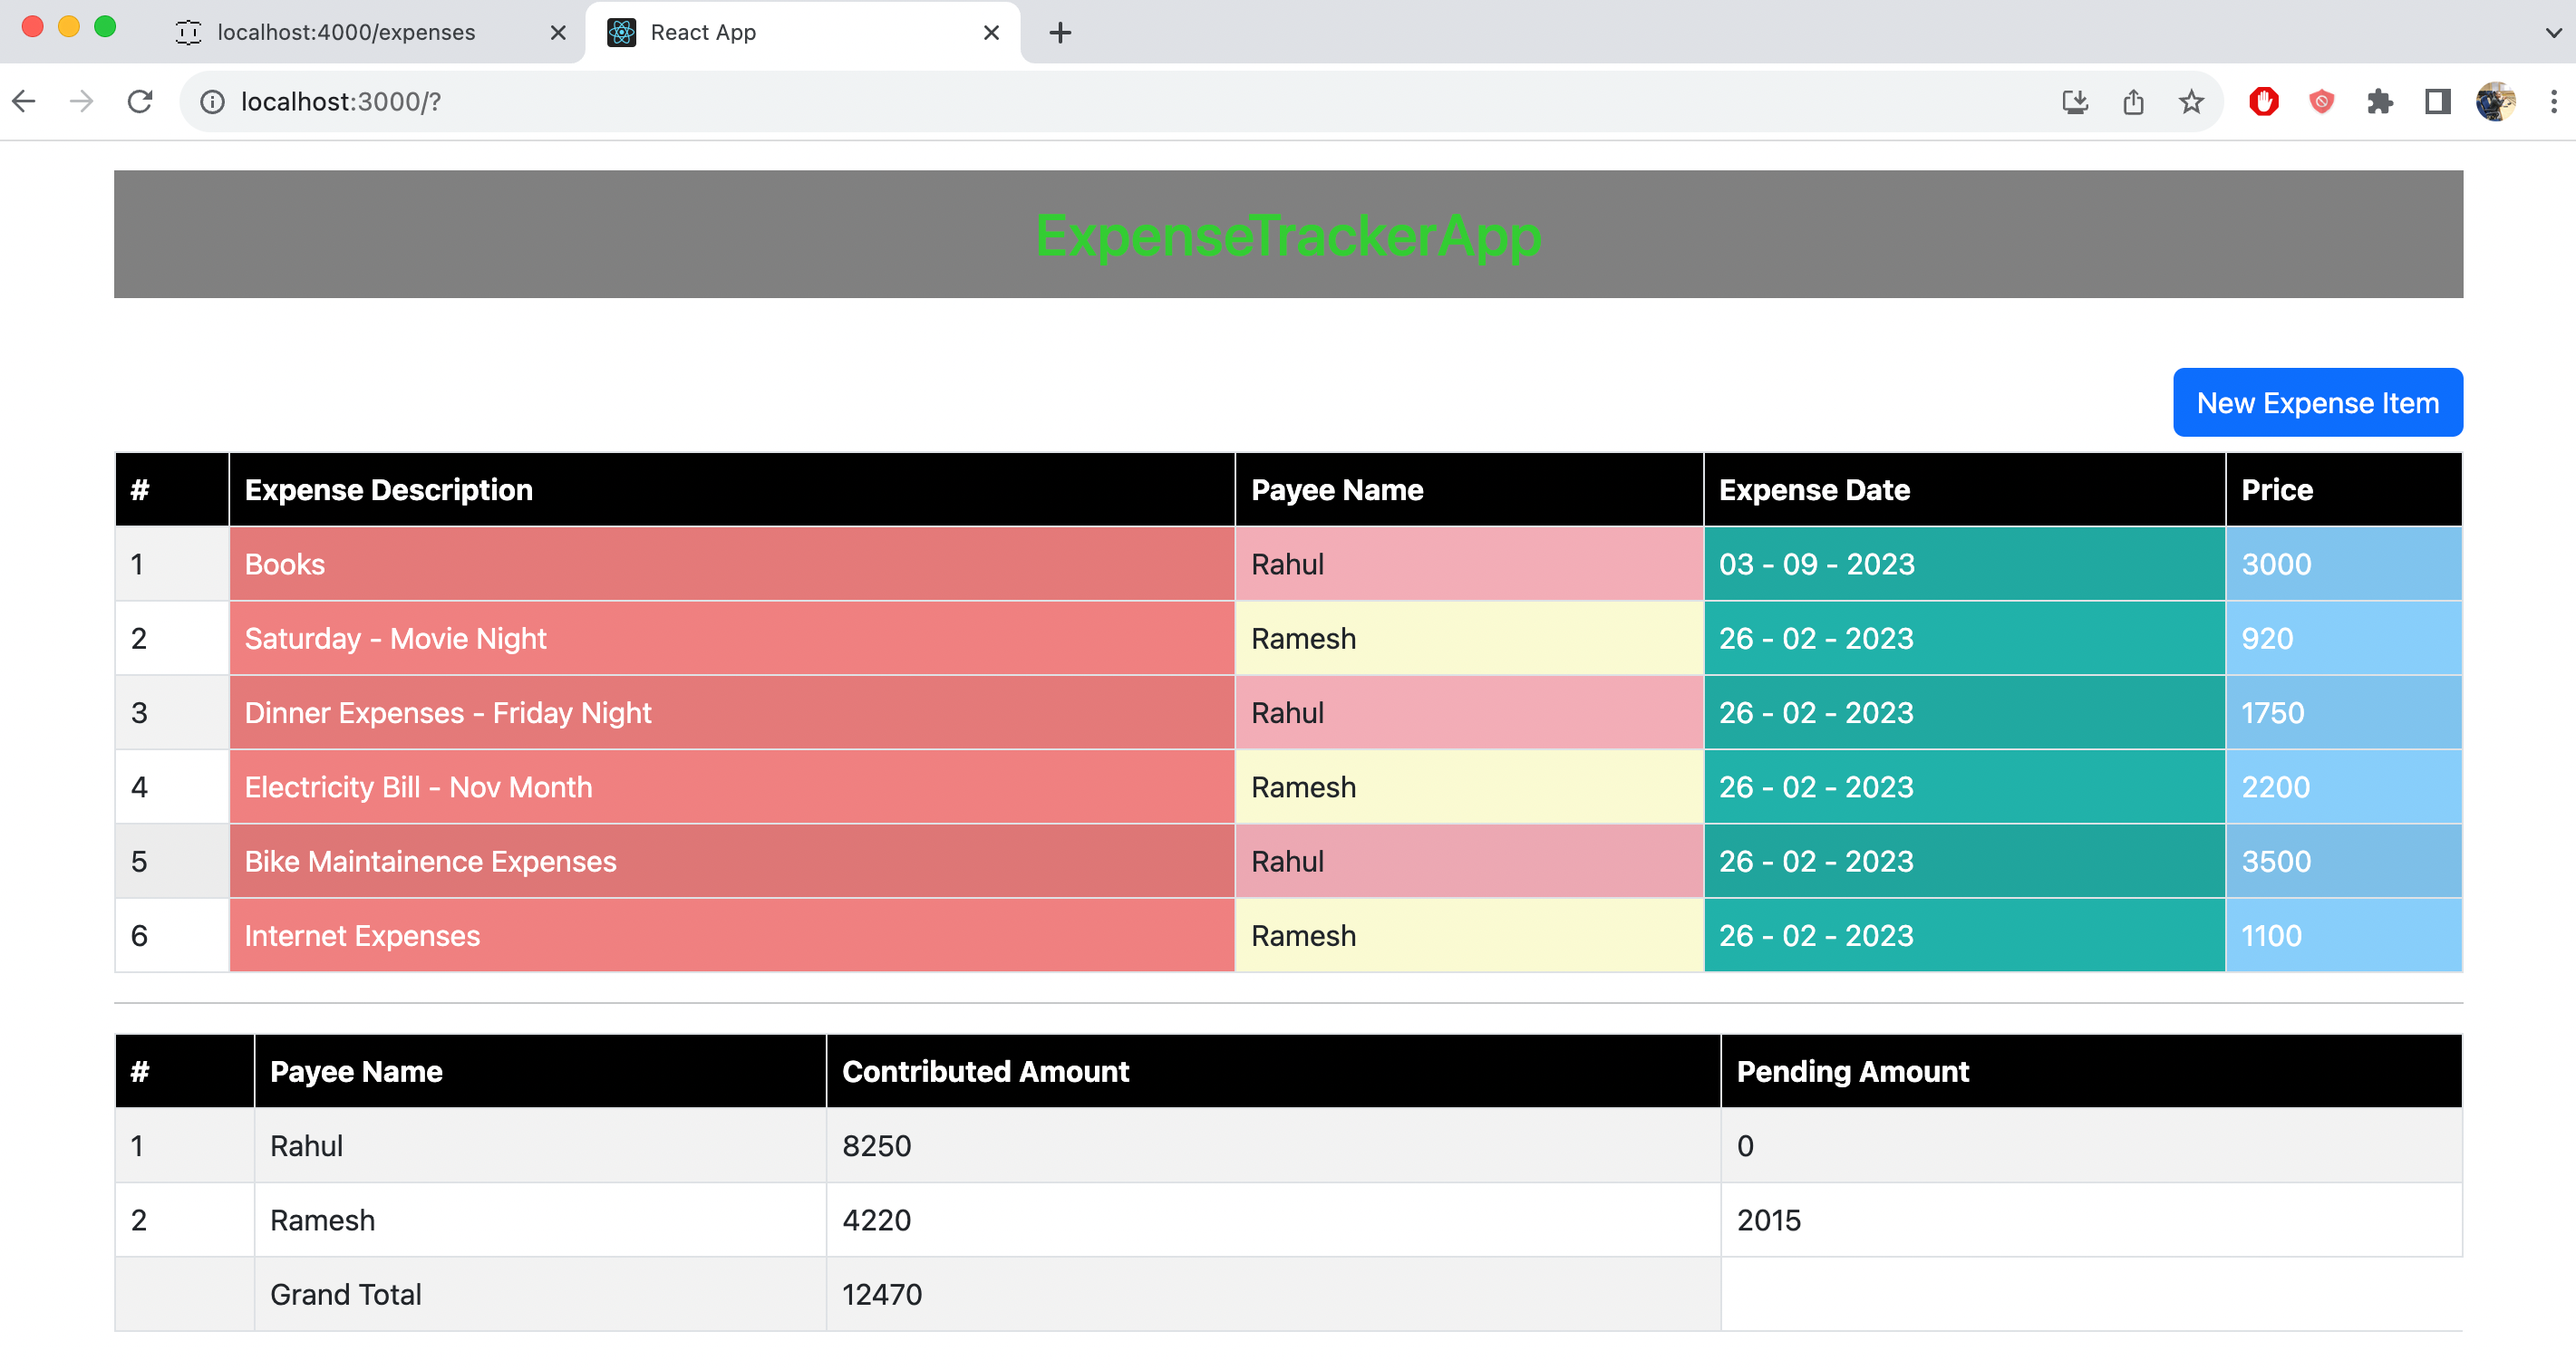 localhost:4000/expenses React App
localhost:3000/?
ExpenseTrackerApp
New Expense Item
# Expense Description Payee Name Expense Date Price
1 Books Rahul 03 - 09 - 2023 3000
2 Saturday - Movie Night Ramesh 26 - 02 - 2023 920
3 Dinner Expenses - Friday Night Rahul 26 - 02 - 2023 1750
4 Electricity Bill - Nov Month Ramesh 26 - 02 - 2023 2200
5 Bike Maintainence Expenses Rahul 26 - 02 - 2023 3500
6 Internet Expenses Ramesh 26 - 02 - 2023 1100
# Payee Name Contributed Amount Pending Amount
1 Rahul 8250 0
2 Ramesh 4220 2015
Grand Total 12470